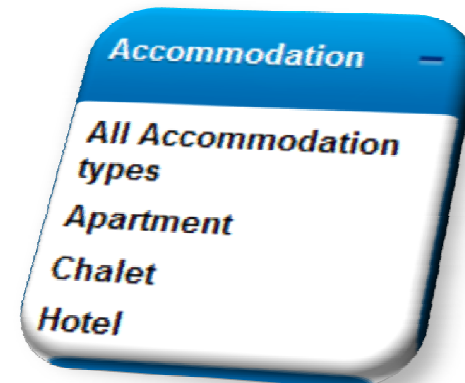 Accommodation –
All Accommodation
types
Apartment
Chalet
Hotel